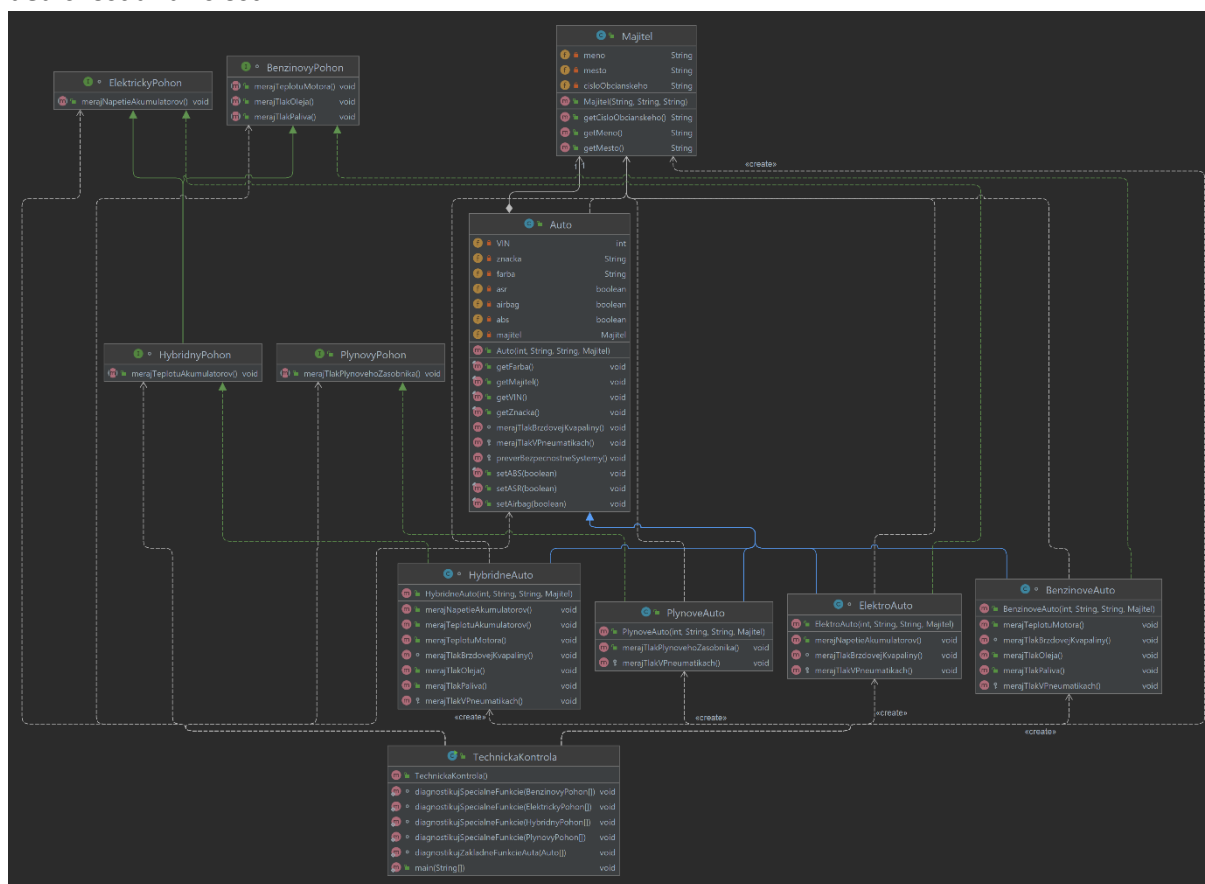 Majitel
meno String
mesto String
cisloObcianskeho String
Majitel(String, String, String)
getCisloObcianskeho() String
getMeno() String
getMesto() String
ElektrickyPohon
merajNapetieAkumulatorov() void
BenzinovyPohon
merajTeplotuMotora() void
merajTlakOleja() void
merajTlakPaliva() void
«create»
1 1
Auto
VIN int
znacka String
farba String
asr boolean
airbag boolean
abs boolean
majitel Majitel
Auto(int, String, String, Majitel)
getFarba() void
getMajitel() void
getVIN() void
getZnacka() void
merajTlakBrzdovejKvapaliny() void
merajTlakVPneumatikach() void
preverBezpecnostneSystemy() void
setABS(boolean) void
setASR(boolean) void
setAirbag(boolean) void
HybridnyPohon
merajTeplotuAkumulatorov() void
PlynovyPohon
merajTlakPlynovehoZasobnika() void
HybridneAuto
HybridneAuto(int, String, String, Majitel)
merajNapetieAkumulatorov() void
merajTeplotuAkumulatorov() void
merajTeplotuMotora() void
merajTlakBrzdovejKvapaliny() void
merajTlakOleja() void
merajTlakPaliva() void
merajTlakVPneumatikach() void
PlynoveAuto
PlynoveAuto(int, String, String, Majitel)
merajTlakPlynovehoZasobnika() void
merajTlakVPneumatikach() void
ElektroAuto
ElektroAuto(int, String, String, Majitel)
merajNapetieAkumulatorov() void
merajTlakBrzdovejKvapaliny() void
merajTlakVPneumatikach() void
BenzinoveAuto
BenzinoveAuto(int, String, String, Majitel)
merajTeplotuMotora() void
merajTlakBrzdovejKvapaliny() void
merajTlakOleja() void
merajTlakPaliva() void
merajTlakVPneumatikach() void
«create»
«create»
«create»
«create»
TechnickaKontrola
TechnickaKontrola()
diagnostikujSpecialneFunkcie(BenzinovyPohon[]) void
diagnostikujSpecialneFunkcie(ElektrickyPohon[]) void
diagnostikujSpecialneFunkcie(HybridnyPohon[]) void
diagnostikujSpecialneFunkcie(PlynovyPohon[]) void
diagnostikujZakladneFunkcieAuta(Auto[]) void
main(String[]) void